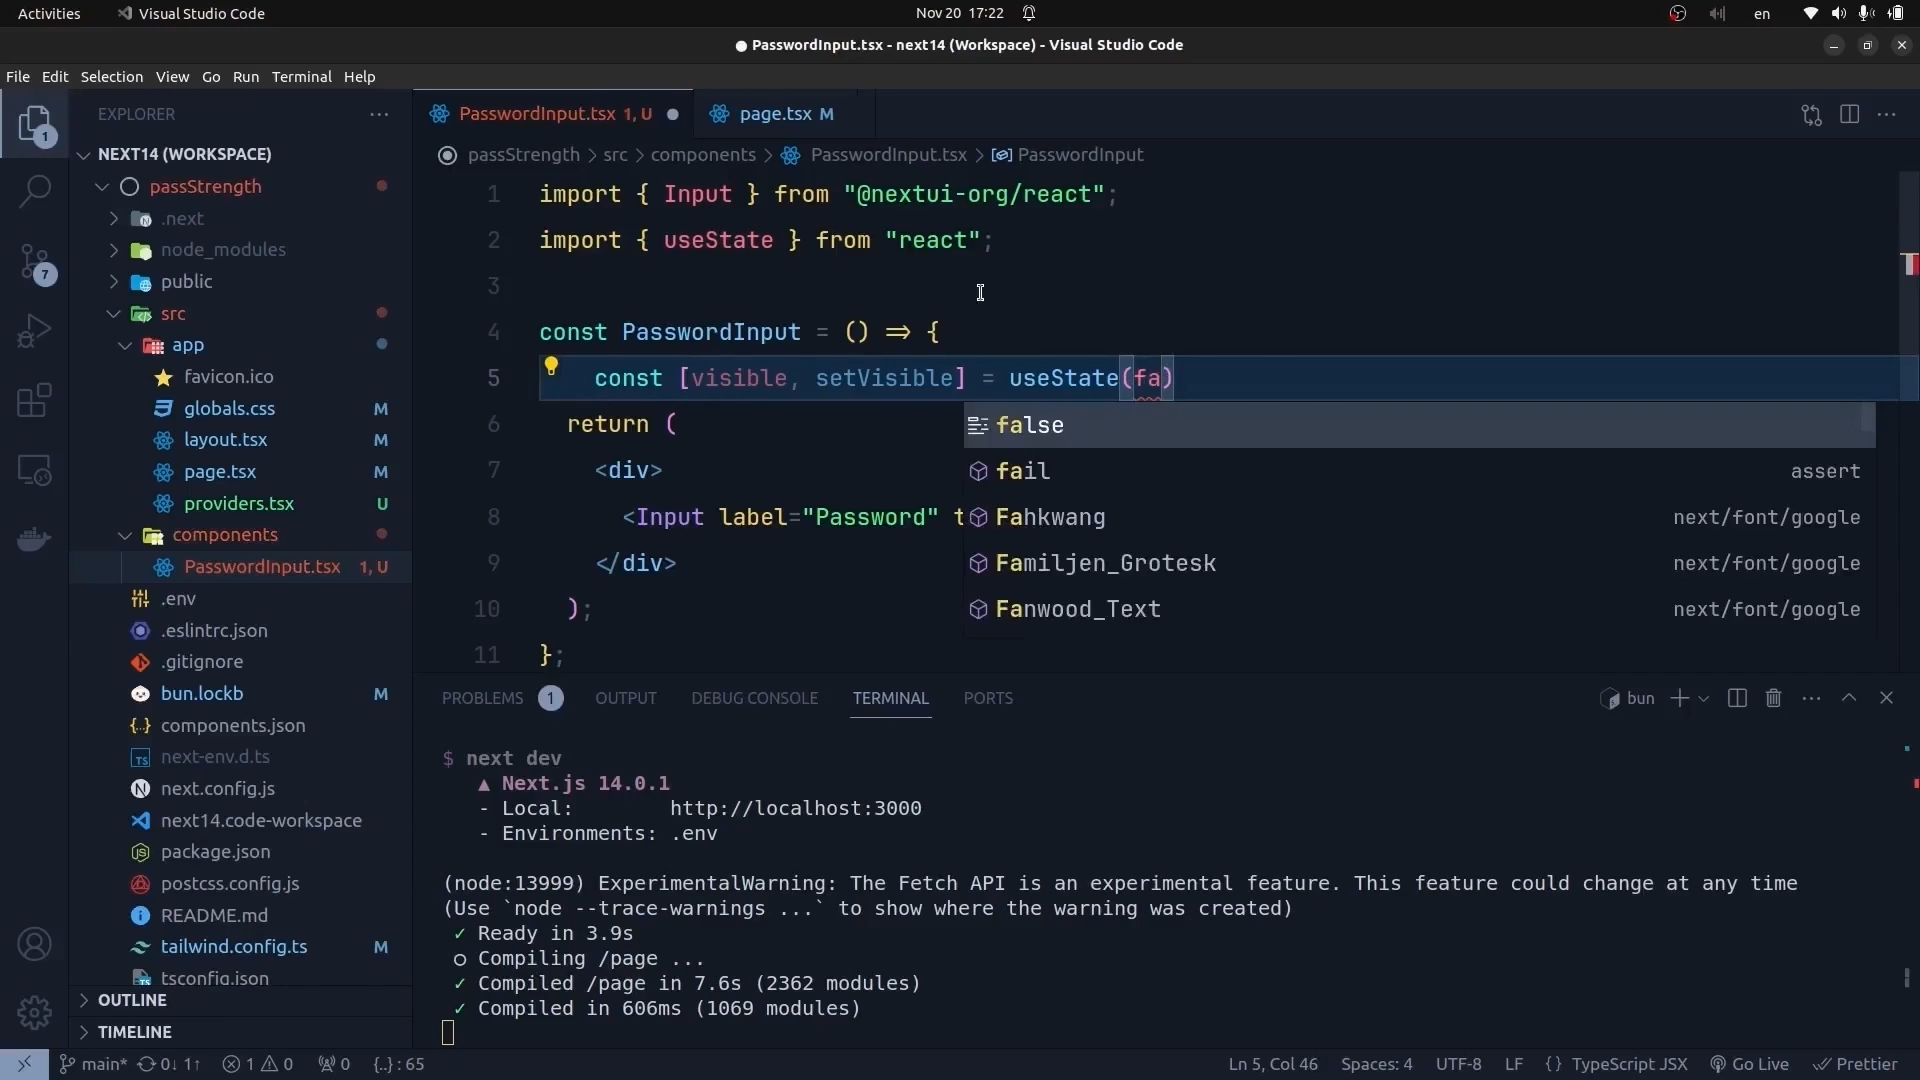 Activities
Visual Studio Code
Nov 20 17:22
en
PasswordInput.tsx - next14 (Workspace) - Visual Studio Code
File Edit Selection View Go Run Terminal Help
EXPLORER
1
7
NEXT14 (WORKSPACE)
passStrength
.next
node_modules
public
src
app
favicon.ico
globals.css M
layout.tsx M
page.tsx M
providers.tsx U
components
PasswordInput.tsx 1, U
.env
.eslintrc.json
.gitignore
bun.lockb M
components.json
next-env.d.ts
next.config.js
next14.code-workspace
package.json
postcss.config.js
README.md
tailwind.config.ts M
tsconfig.json
OUTLINE
TIMELINE
PasswordInput.tsx 1, U
page.tsx M
passStrength > src > components > PasswordInput.tsx > PasswordInput
1 import { Input } from "@nextui-org/react";
2 import { useState } from "react";
3
4 const PasswordInput = () => {
5 const [visible, setVisible] = useState(fa)
6 return (
7 <div>
8 <Input label="Password" t
9 </div>
10 );
11 };
false
fail assert
Fahkwang next/font/google
Familjen_Grotesk next/font/google
Fanwood_Text next/font/google
PROBLEMS 1 OUTPUT DEBUG CONSOLE TERMINAL PORTS
bun
$ next dev
▲ Next.js 14.0.1
- Local: http://localhost:3000
- Environments: .env
(node:13999) ExperimentalWarning: The Fetch API is an experimental feature. This feature could change at any time
(Use `node --trace-warnings ...` to show where the warning was created)
✓ Ready in 3.9s
○ Compiling /page ...
✓ Compiled /page in 7.6s (2362 modules)
✓ Compiled in 606ms (1069 modules)
main* 0↓ 1↑ 1 0 0 {..} : 65
Ln 5, Col 46 Spaces: 4 UTF-8 LF { } TypeScript JSX Go Live Prettier